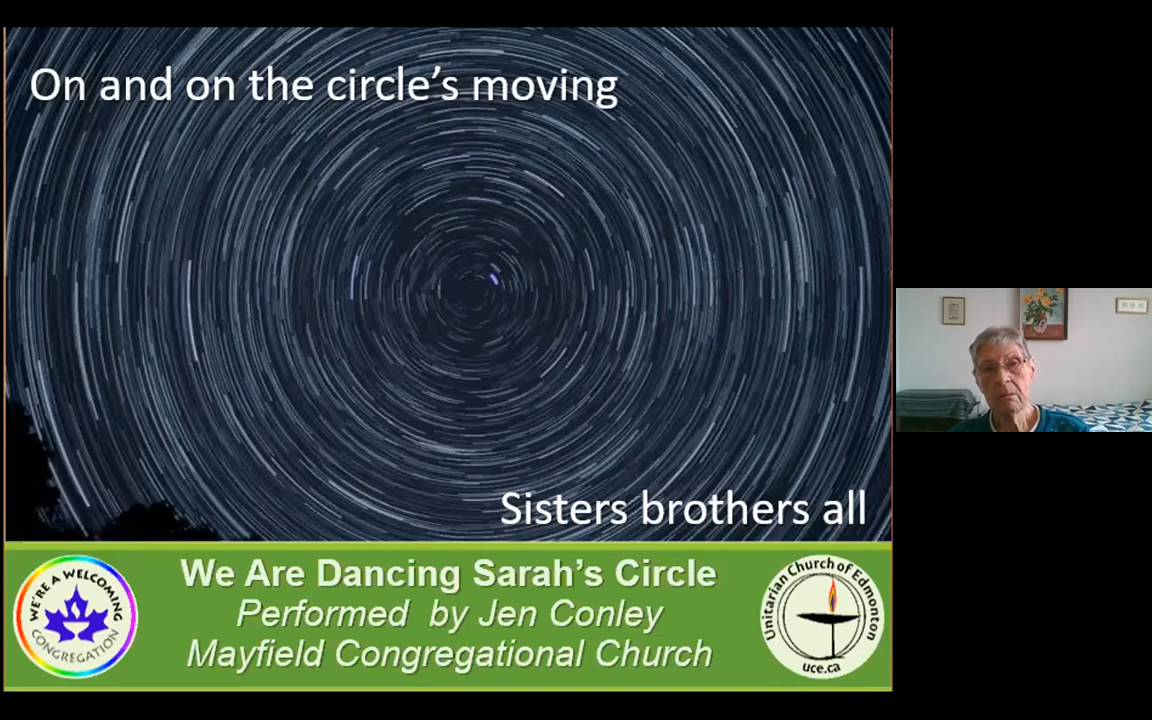 On and on the circle's moving
Sisters brothers all
We Are Dancing Sarah's Circle
Performed by Jen Conley
Mayfield Congregational Church
WE'RE A WELCOMING
CONGREGATION
Unitarian Church of Edmonton
uce.ca